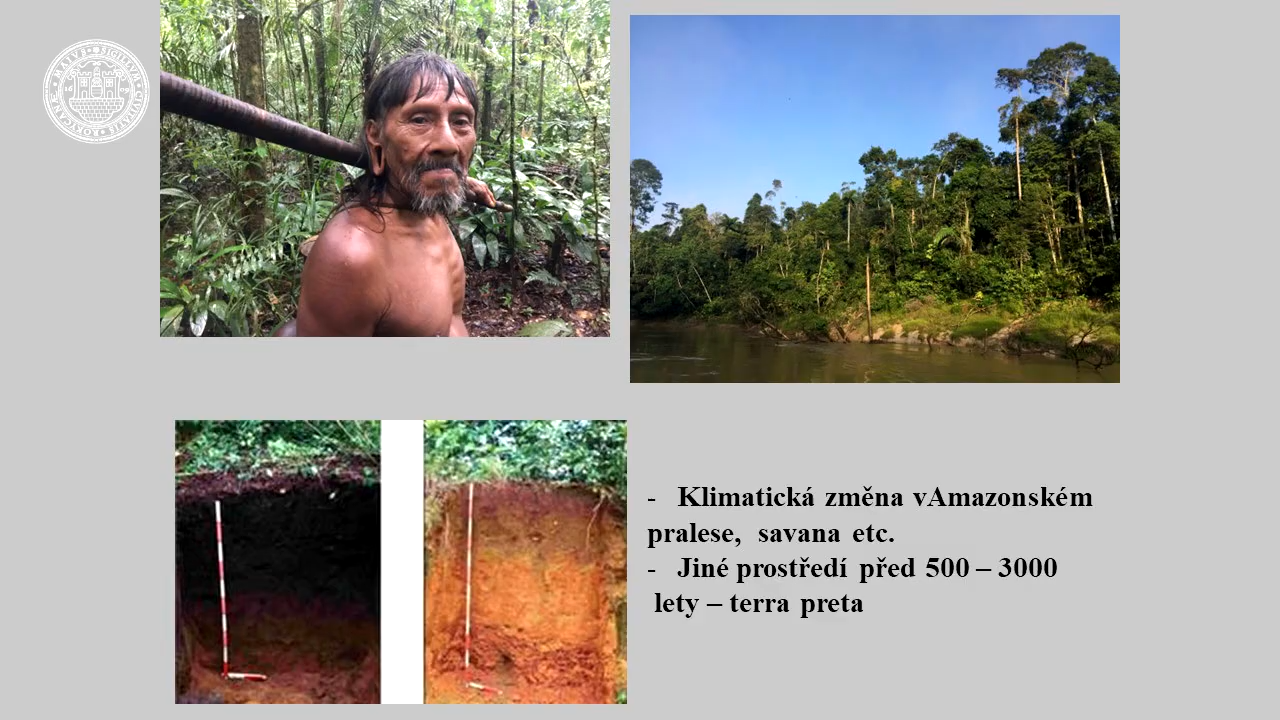 - Klimatická změna vAmazonském
pralese, savana etc.
- Jiné prostředí před 500 – 3000
lety – terra preta